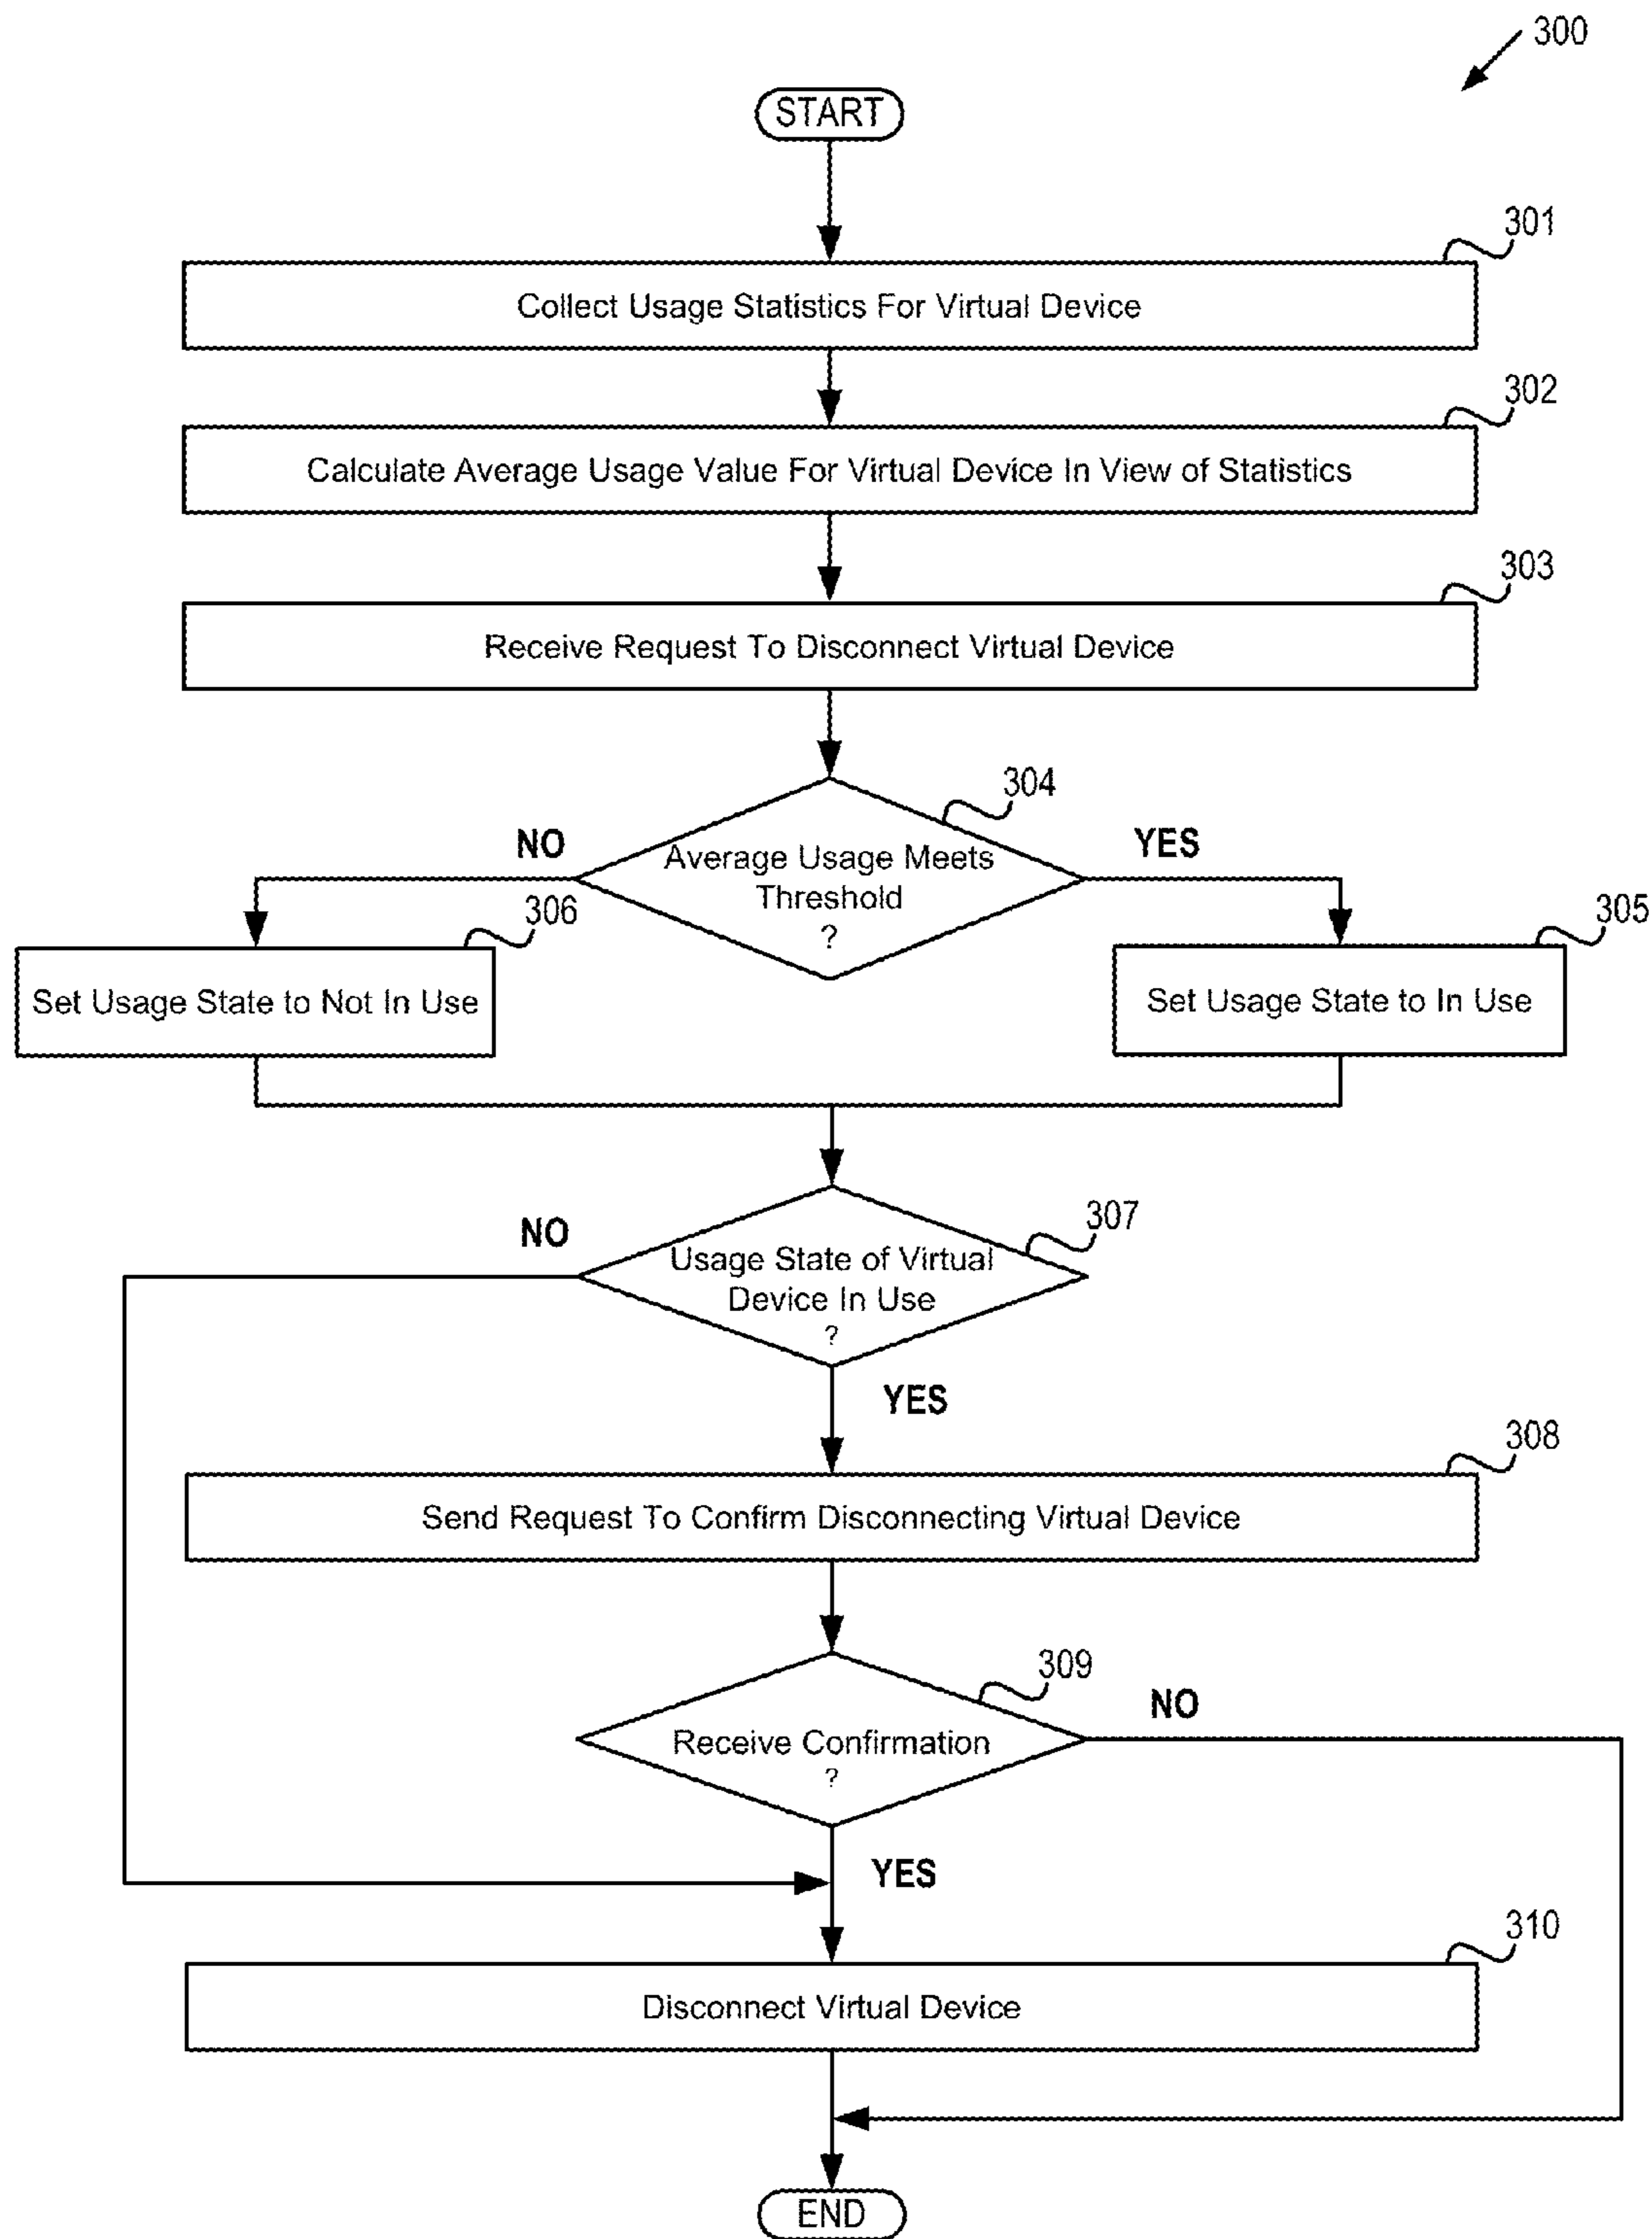 300
START
301
Collect Usage Statistics For Virtual Device
302
Calculate Average Usage Value For Virtual Device In View of Statistics
303
Receive Request To Disconnect Virtual Device
304
NO
YES
Average Usage Meets
Threshold
?
306
305
Set Usage State to Not In Use
Set Usage State to In Use
307
NO
Usage State of Virtual
Device In Use
?
YES
308
Send Request To Confirm Disconnecting Virtual Device
309
NO
Receive Confirmation
?
YES
310
Disconnect Virtual Device
END